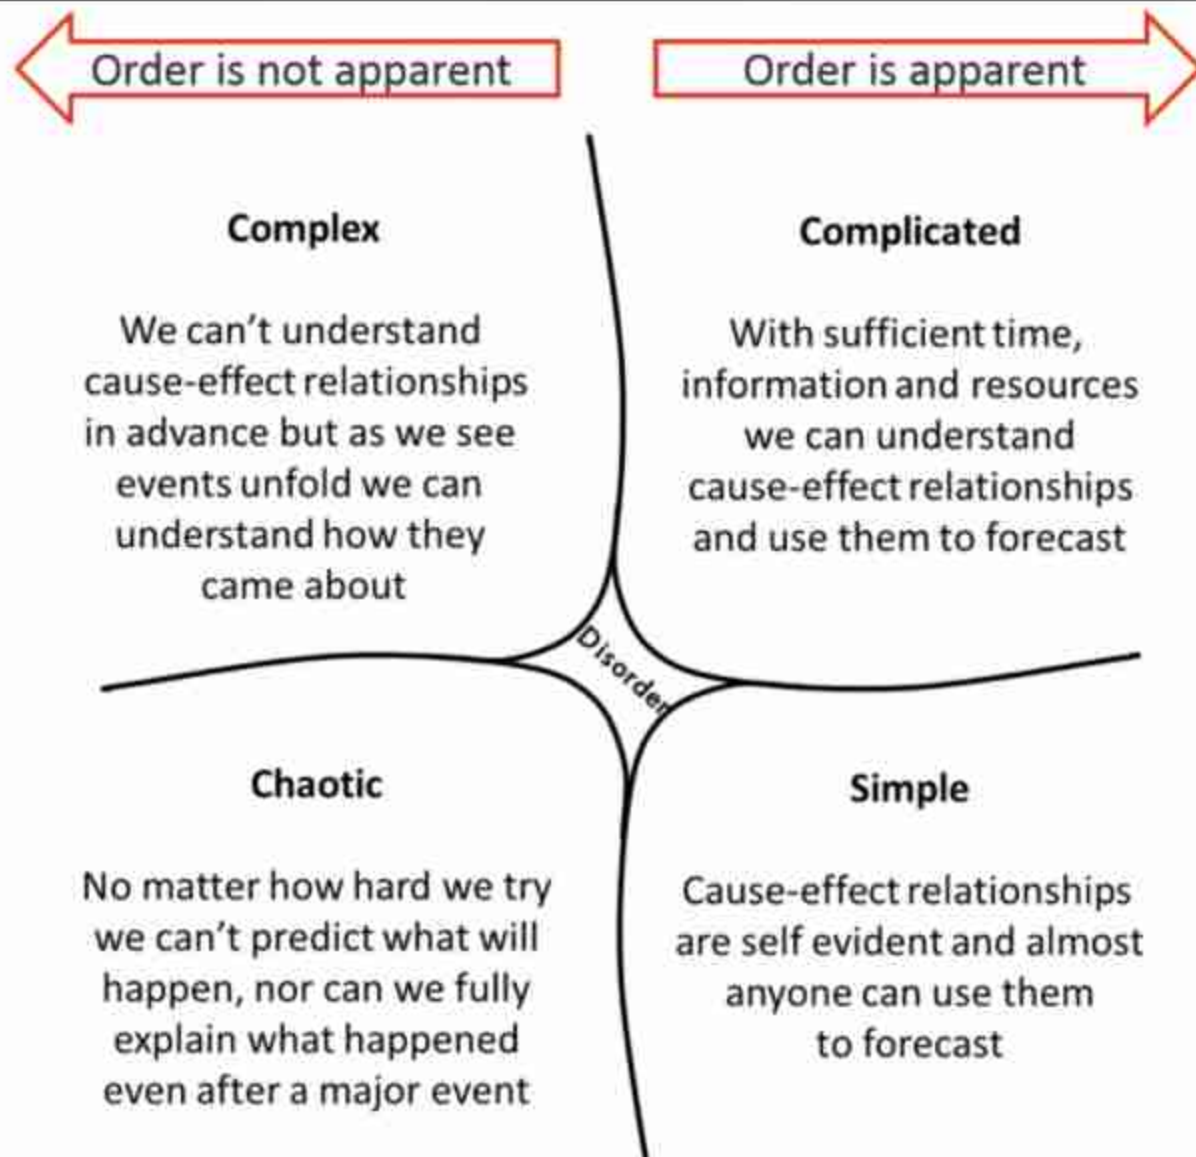 Order is not apparent
Order is apparent
Complex
We can't understand
cause-effect relationships
in advance but as we see
events unfold we can
understand how they
came about
Complicated
With sufficient time,
information and resources
we can understand
cause-effect relationships
and use them to forecast
Disorder
Chaotic
No matter how hard we try
we can't predict what will
happen, nor can we fully
explain what happened
even after a major event
Simple
Cause-effect relationships
are self evident and almost
anyone can use them
to forecast